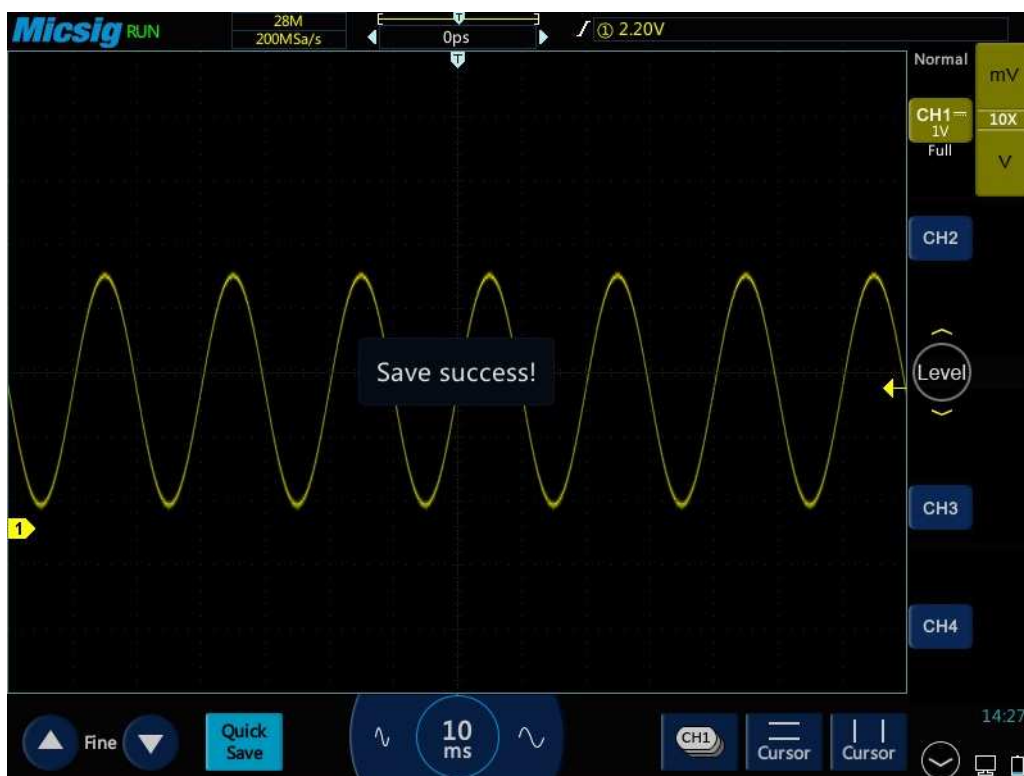 Micsig RUN
28M
200MSa/s
T
0ps
① 2.20V
T
Normal
mV
CH1
1V
Full
10X
V
CH2
Save success!
Level
1
CH3
CH4
Fine
Quick
Save
10
ms
CH1
Cursor
Cursor
14:27